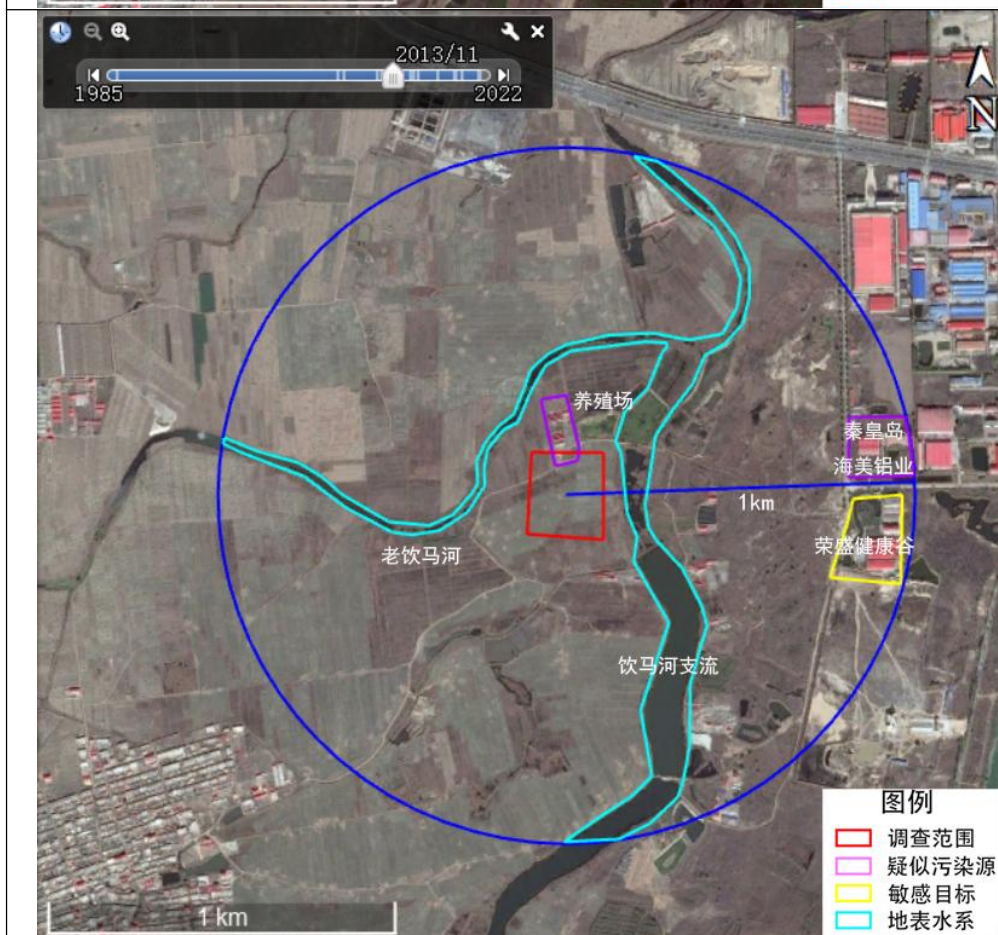 2013/11
1985
2022
N
养殖场
秦皇岛
海美铝业
1km
荣盛健康谷
老饮马河
饮马河支流
图例
调查范围
疑似污染源
敏感目标
地表水系
1 km